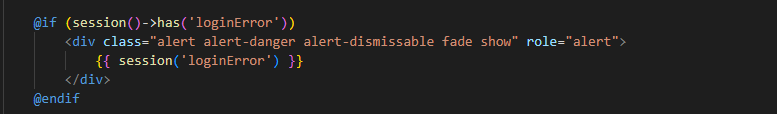 @if (session()->has('loginError'))
<div class="alert alert-danger alert-dismissable fade show" role="alert">
{{ session('loginError') }}
</div>
@endif